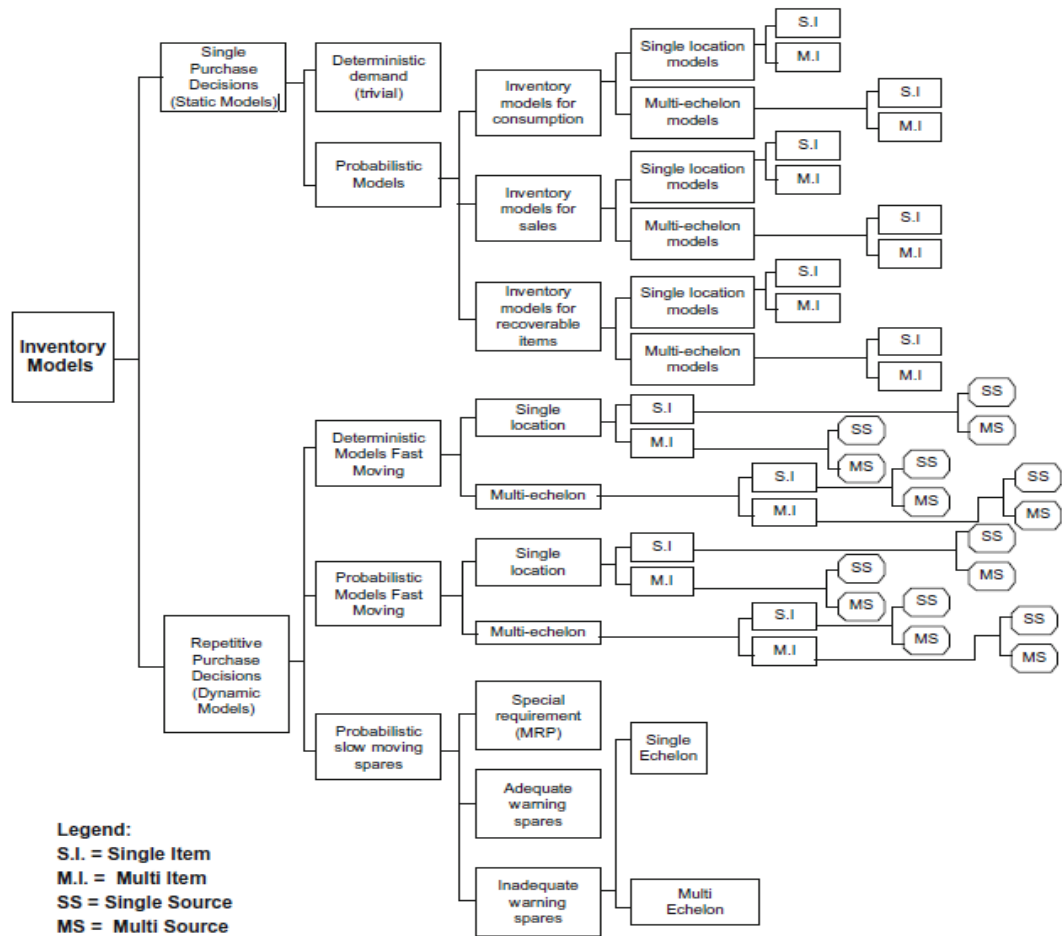 Single
Purchase
Decisions
(Static Models)
Deterministic
demand
(trivial)
Probabilistic
Models
Inventory
models for
consumption
Single location
models
S.I
M.I
Multi-echelon
models
S.I
M.I
Inventory
models for
sales
Single location
models
S.I
M.I
Multi-echelon
models
S.I
M.I
Inventory
models for
recoverable
items
Single location
models
S.I
M.I
Multi-echelon
models
S.I
M.I
Inventory
Models
Deterministic
Models Fast
Moving
Single
location
S.I
SS
MS
M.I
SS
MS
Multi-echelon
S.I
SS
MS
M.I
SS
MS
Repetitive
Purchase
Decisions
(Dynamic
Models)
Probabilistic
Models Fast
Moving
Single
location
S.I
SS
MS
M.I
SS
MS
Multi-echelon
S.I
SS
MS
M.I
SS
MS
Probabilistic
slow moving
spares
Special
requirement
(MRP)
Adequate
warning
spares
Inadequate
warning
spares
Single
Echelon
Multi
Echelon
Legend:
S.I. = Single Item
M.I. = Multi Item
SS = Single Source
MS = Multi Source